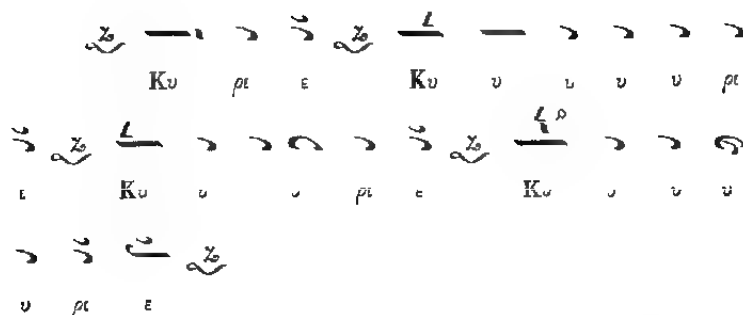 Κυ ρι ε Κυ υ υ υ υ ρι
ε Κυ υ υ ρι ε Κυ υ υ υ
υ ρι ε